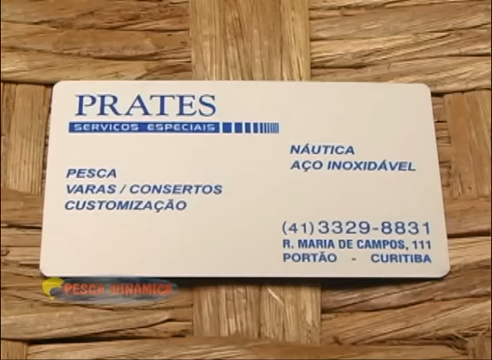 PRATES
SERVIÇOS ESPECIAIS
PESCA
VARAS / CONSERTOS
CUSTOMIZAÇÃO
NÁUTICA
AÇO INOXIDÁVEL
(41) 3329-8831
R. MARIA DE CAMPOS, 111
PORTÃO - CURITIBA
PESCA DINÂMICA